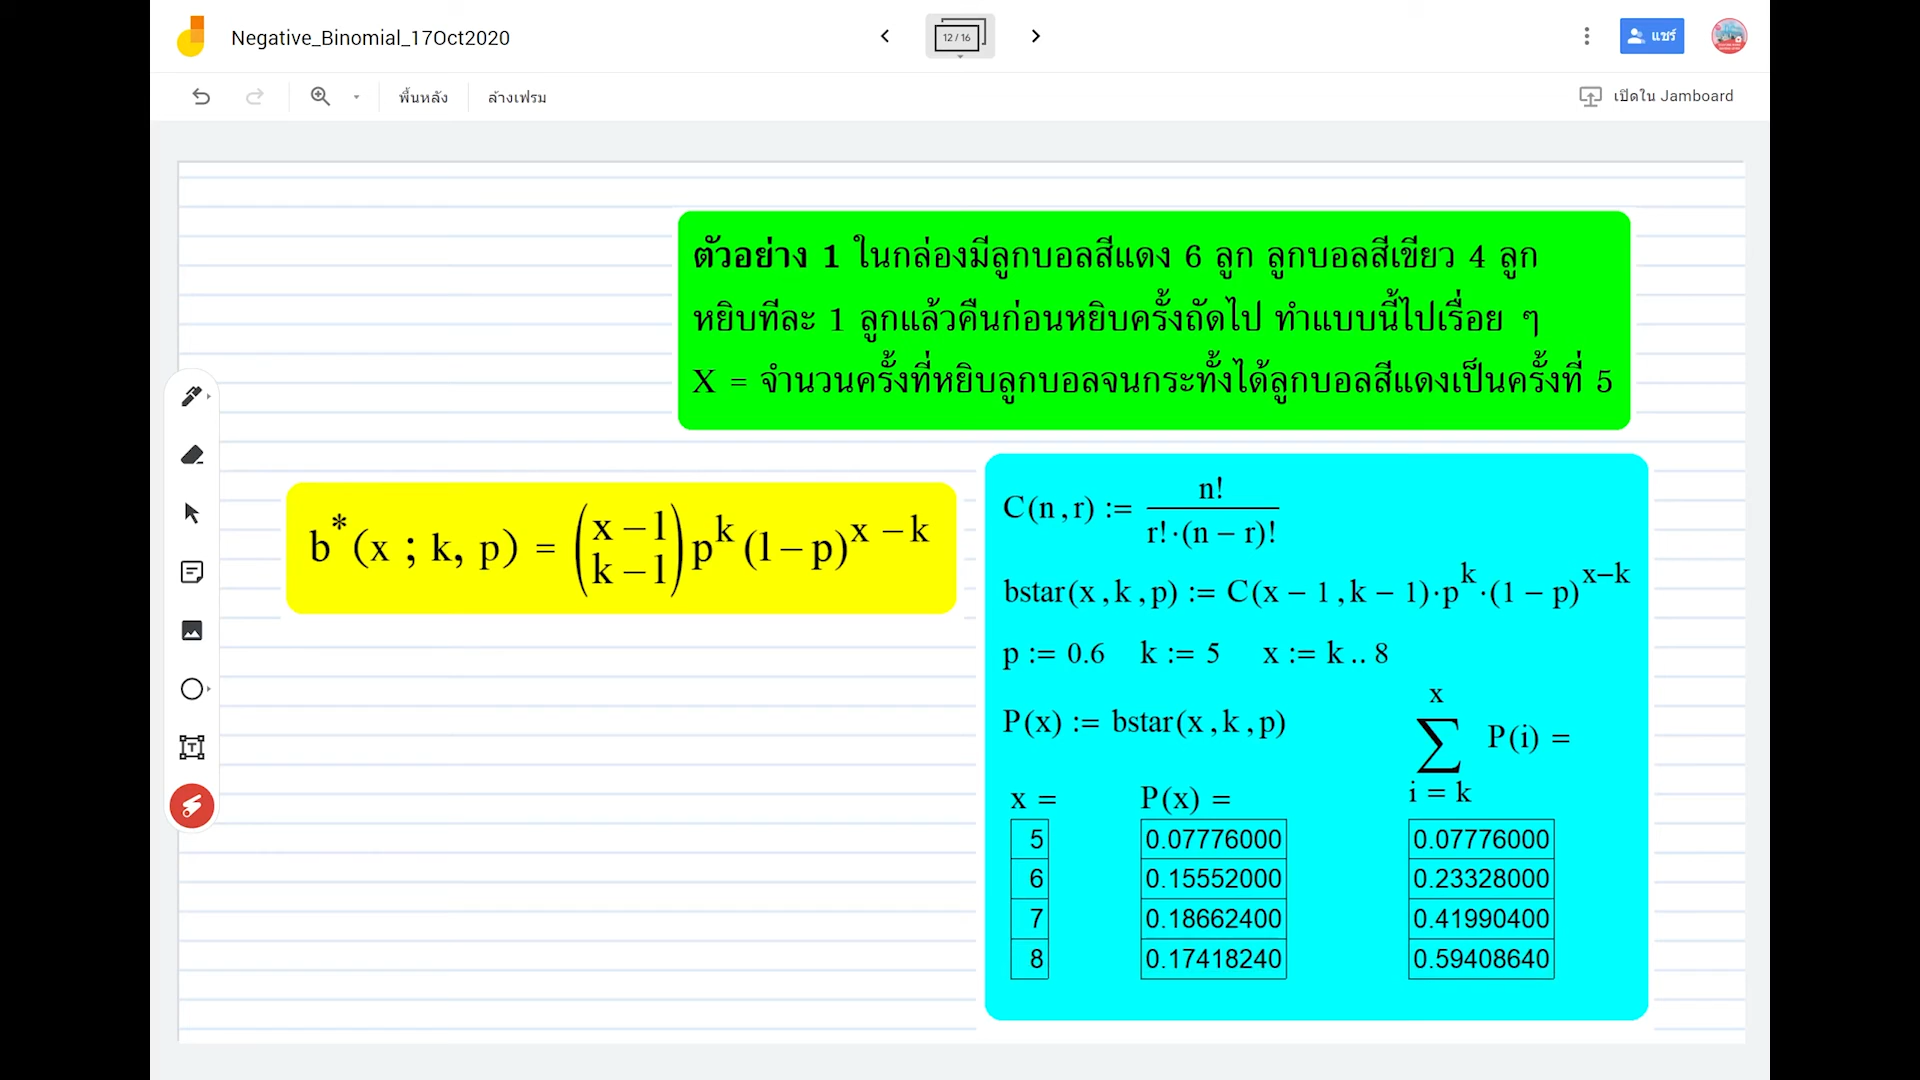 Negative_Binomial_17Oct2020
12 / 16
แชร์
พื้นหลัง
ล้างเฟรม
เปิดใน Jamboard
ตัวอย่าง 1 ในกล่องมีลูกบอลสีแดง 6 ลูก ลูกบอลสีเขียว 4 ลูก
หยิบทีละ 1 ลูกแล้วคืนก่อนหยิบครั้งถัดไป ทำแบบนี้ไปเรื่อย ๆ
X = จำนวนครั้งที่หยิบลูกบอลจนกระทั้งได้ลูกบอลสีแดงเป็นครั้งที่ 5
b*(x ; k, p) = (x − 1 k − 1) p^k (1 − p)^(x − k)
C(n , r) := n! / r!·(n − r)!
bstar(x , k , p) := C(x − 1 , k − 1)·p^k·(1 − p)^(x−k)
p := 0.6 k := 5 x := k .. 8
P(x) := bstar(x , k , p)
x
∑ P(i) =
i = k
x = P(x) =
5 0.07776000 0.07776000
6 0.15552000 0.23328000
7 0.18662400 0.41990400
8 0.17418240 0.59408640